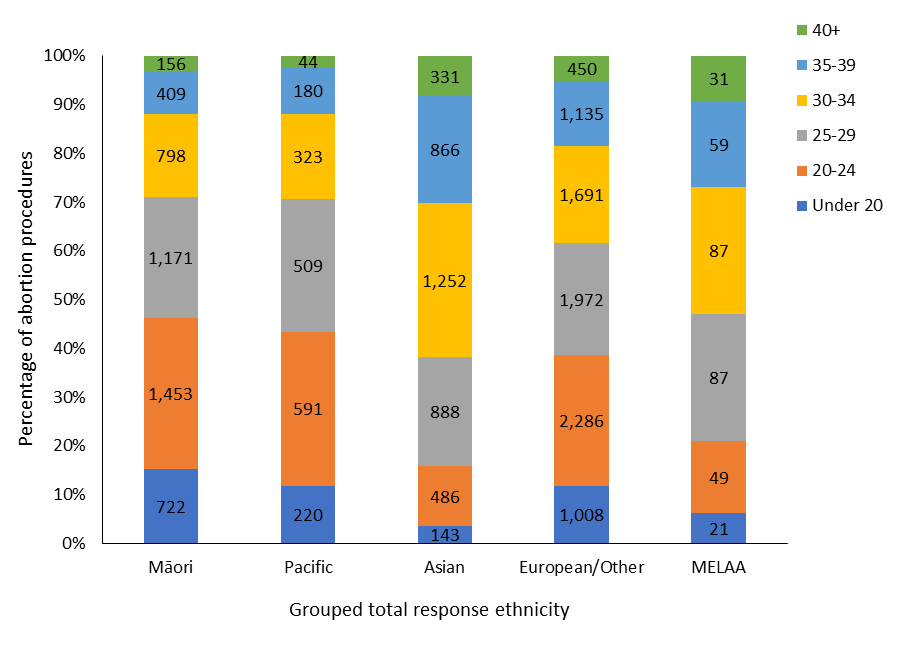 40+
35-39
30-34
25-29
20-24
Under 20
Percentage of abortion procedures
100%
90%
80%
70%
60%
50%
40%
30%
20%
10%
0%
156 44 331 450 31
409 180 866 1,135 59
798 323 1,252 1,691 87
1,171 509 888 1,972 87
1,453 591 486 2,286 49
722 220 143 1,008 21
Māori Pacific Asian European/Other MELAA
Grouped total response ethnicity